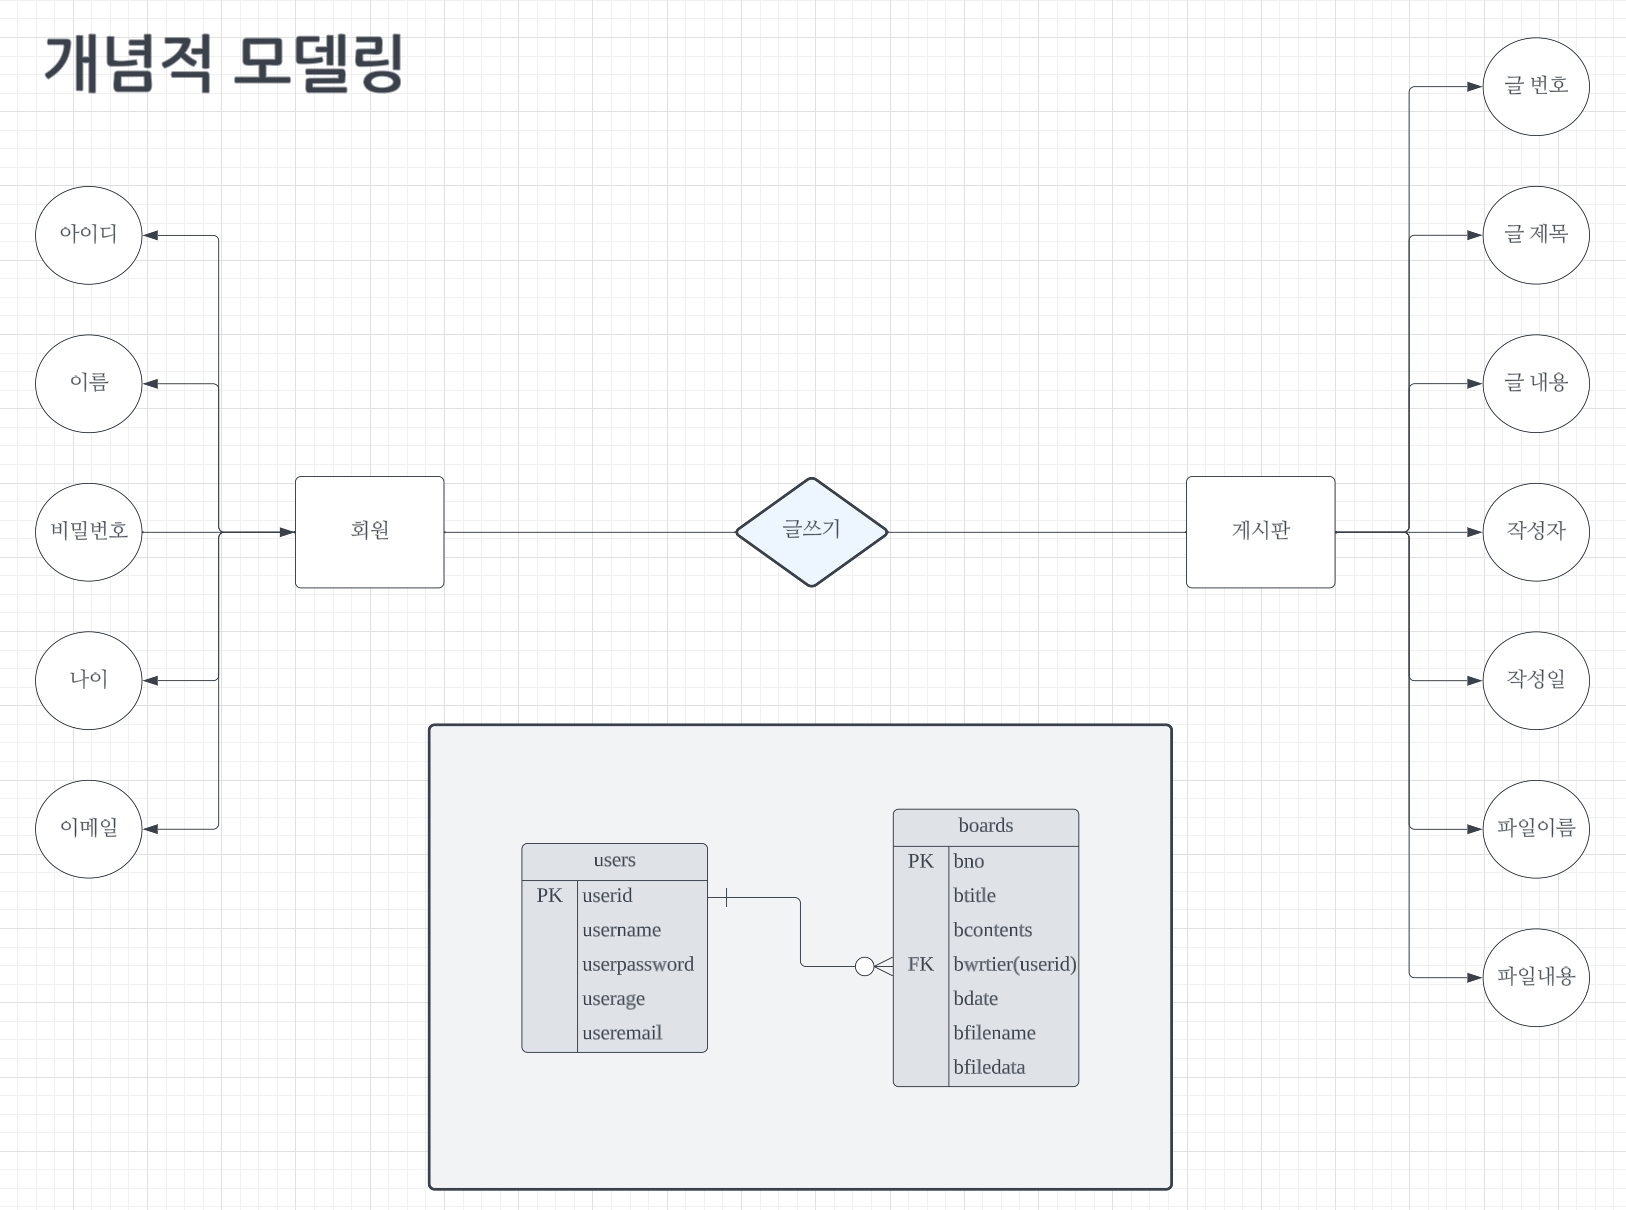 개념적 모델링
아이디
이름
비밀번호
나이
이메일
회원
글쓰기
게시판
글 번호
글 제목
글 내용
작성자
작성일
파일이름
파일내용
users
PK userid
username
userpassword
userage
useremail
boards
PK bno
btitle
bcontents
FK bwrtier(userid)
bdate
bfilename
bfiledata